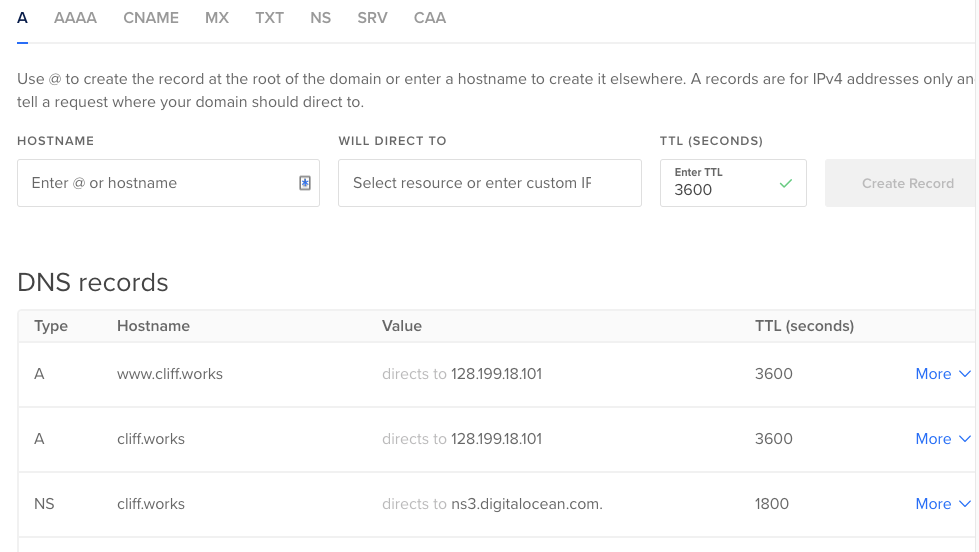 A AAAA CNAME MX TXT NS SRV CAA
Use @ to create the record at the root of the domain or enter a hostname to create it elsewhere. A records are for IPv4 addresses only an
tell a request where your domain should direct to.
HOSTNAME WILL DIRECT TO TTL (SECONDS)
Enter TTL
Enter @ or hostname Select resource or enter custom IP 3600 Create Record
DNS records
Type Hostname Value TTL (seconds)
A www.cliff.works directs to 128.199.18.101 3600 More
A cliff.works directs to 128.199.18.101 3600 More
NS cliff.works directs to ns3.digitalocean.com. 1800 More